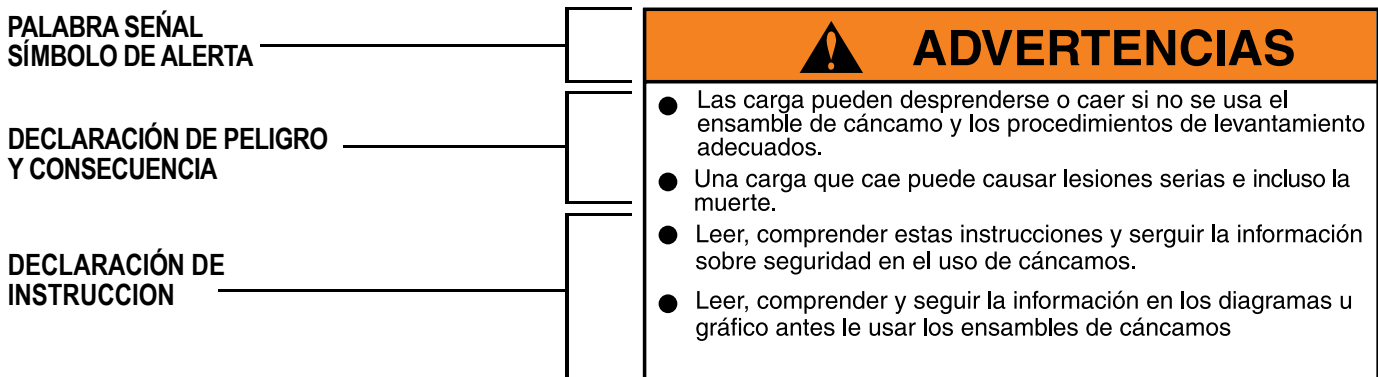 PALABRA SEÑAL
SÍMBOLO DE ALERTA
ADVERTENCIAS
DECLARACIÓN DE PELIGRO
Y CONSECUENCIA
● Las carga pueden desprenderse o caer si no se usa el
ensamble de cáncamo y los procedimientos de levantamiento
adecuados.
● Una carga que cae puede causar lesiones serias e incluso la
muerte.
DECLARACIÓN DE
INSTRUCCION
● Leer, comprender estas instrucciones y serguir la información
sobre seguridad en el uso de cáncamos.
● Leer, comprender y seguir la información en los diagramas u
gráfico antes le usar los ensambles de cáncamos